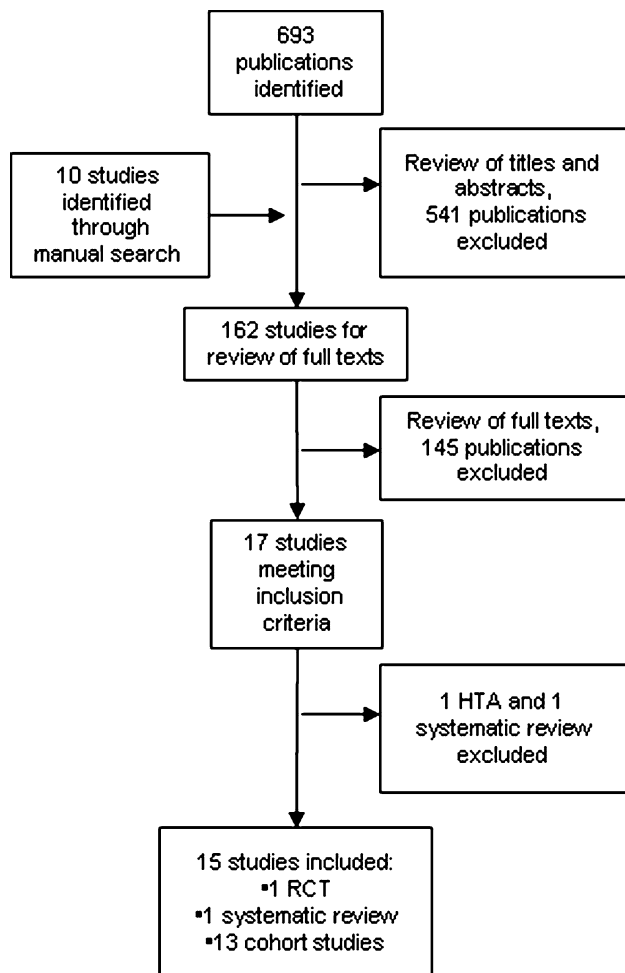 693
publications
identified
10 studies
identified
through
manual search
Review of titles and
abstracts,
541 publications
excluded
162 studies for
review of full texts
Review of full texts,
145 publications
excluded
17 studies
meeting
inclusion
criteria
1 HTA and 1
systematic review
excluded
15 studies included:
▪1 RCT
▪1 systematic review
▪13 cohort studies